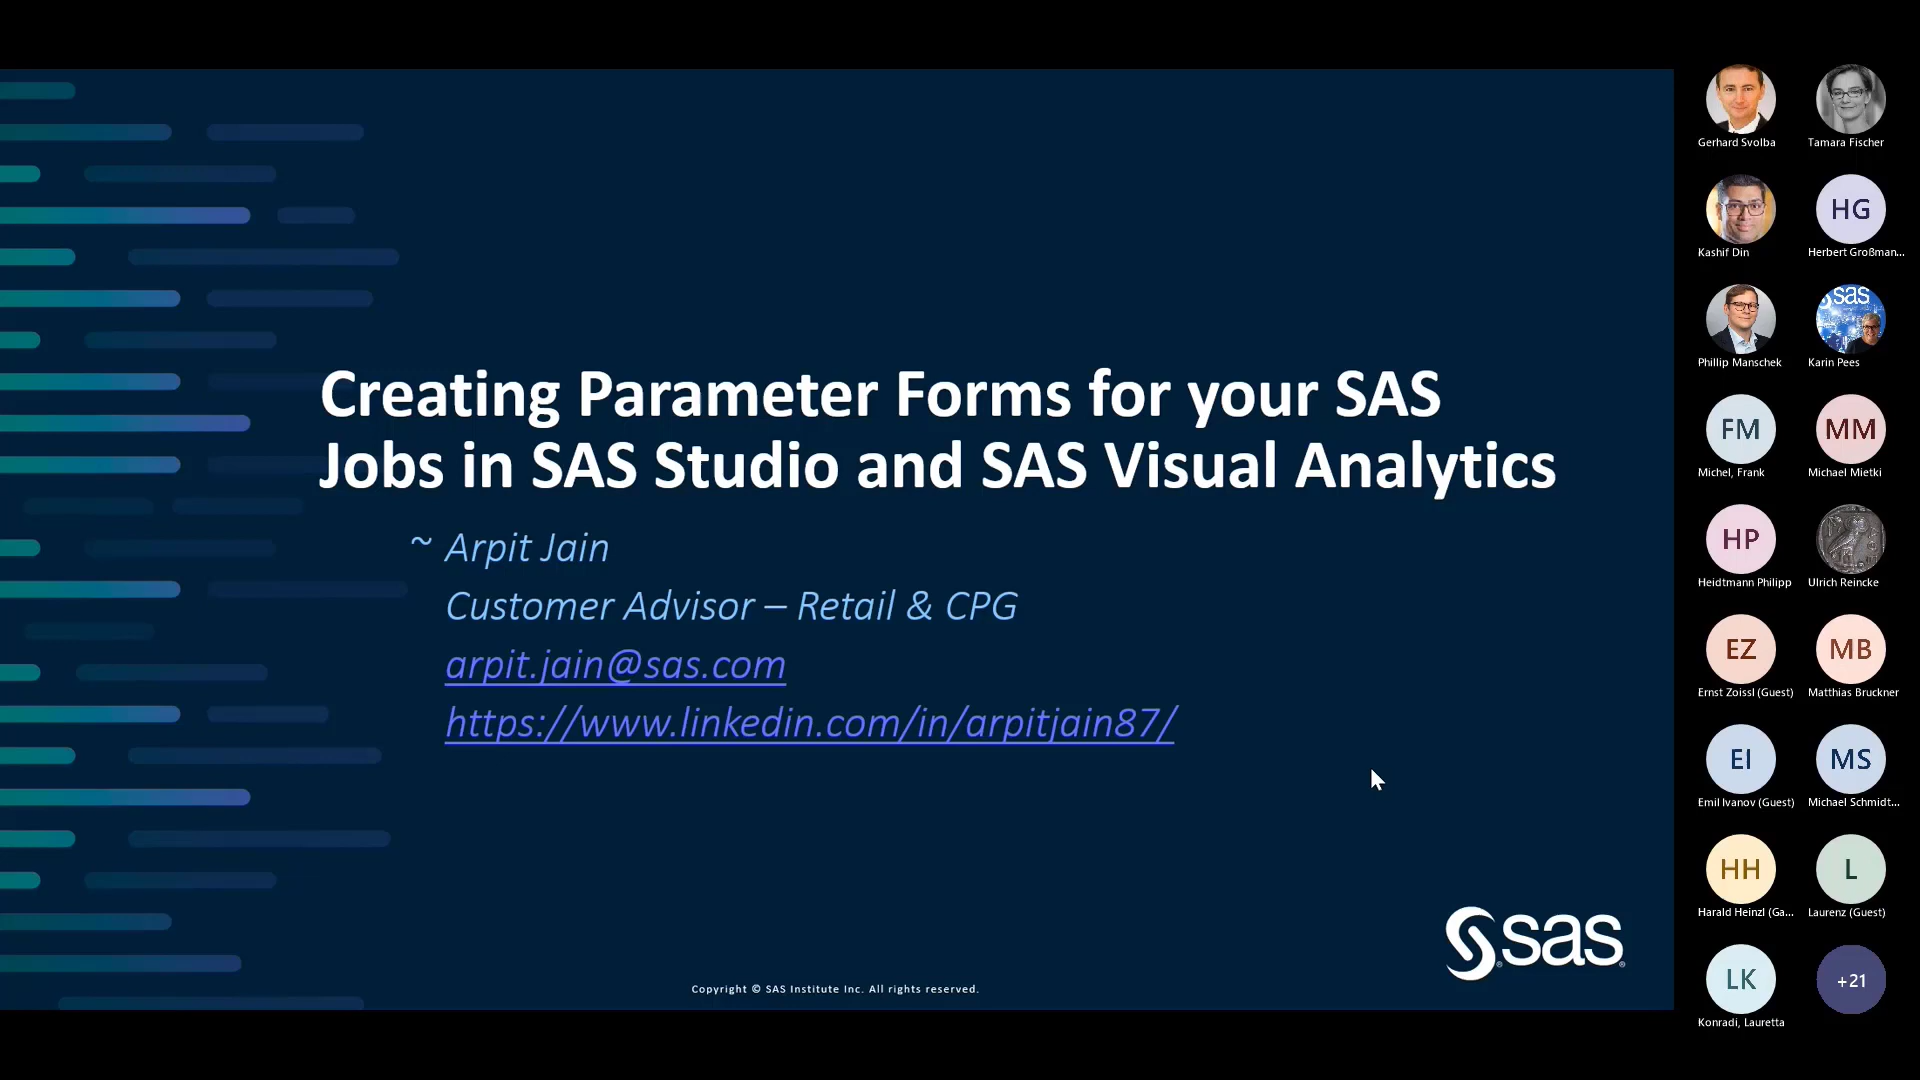 Creating Parameter Forms for your SAS
Jobs in SAS Studio and SAS Visual Analytics
~ Arpit Jain
Customer Advisor – Retail & CPG
arpit.jain@sas.com
https://www.linkedin.com/in/arpitjain87/
sas
Copyright © SAS Institute Inc. All rights reserved.
Gerhard Svolba
Tamara Fischer
Kashif Din
HG
Herbert Großman...
Phillip Manschek
sas
Karin Pees
FM
Michel, Frank
MM
Michael Mietki
HP
Heidtmann Philipp
Ulrich Reincke
EZ
Ernst Zoissl (Guest)
MB
Matthias Bruckner
EI
Emil Ivanov (Guest)
MS
Michael Schmidt...
HH
Harald Heinzl (Ga...
L
Laurenz (Guest)
LK
Konradi, Lauretta
+21